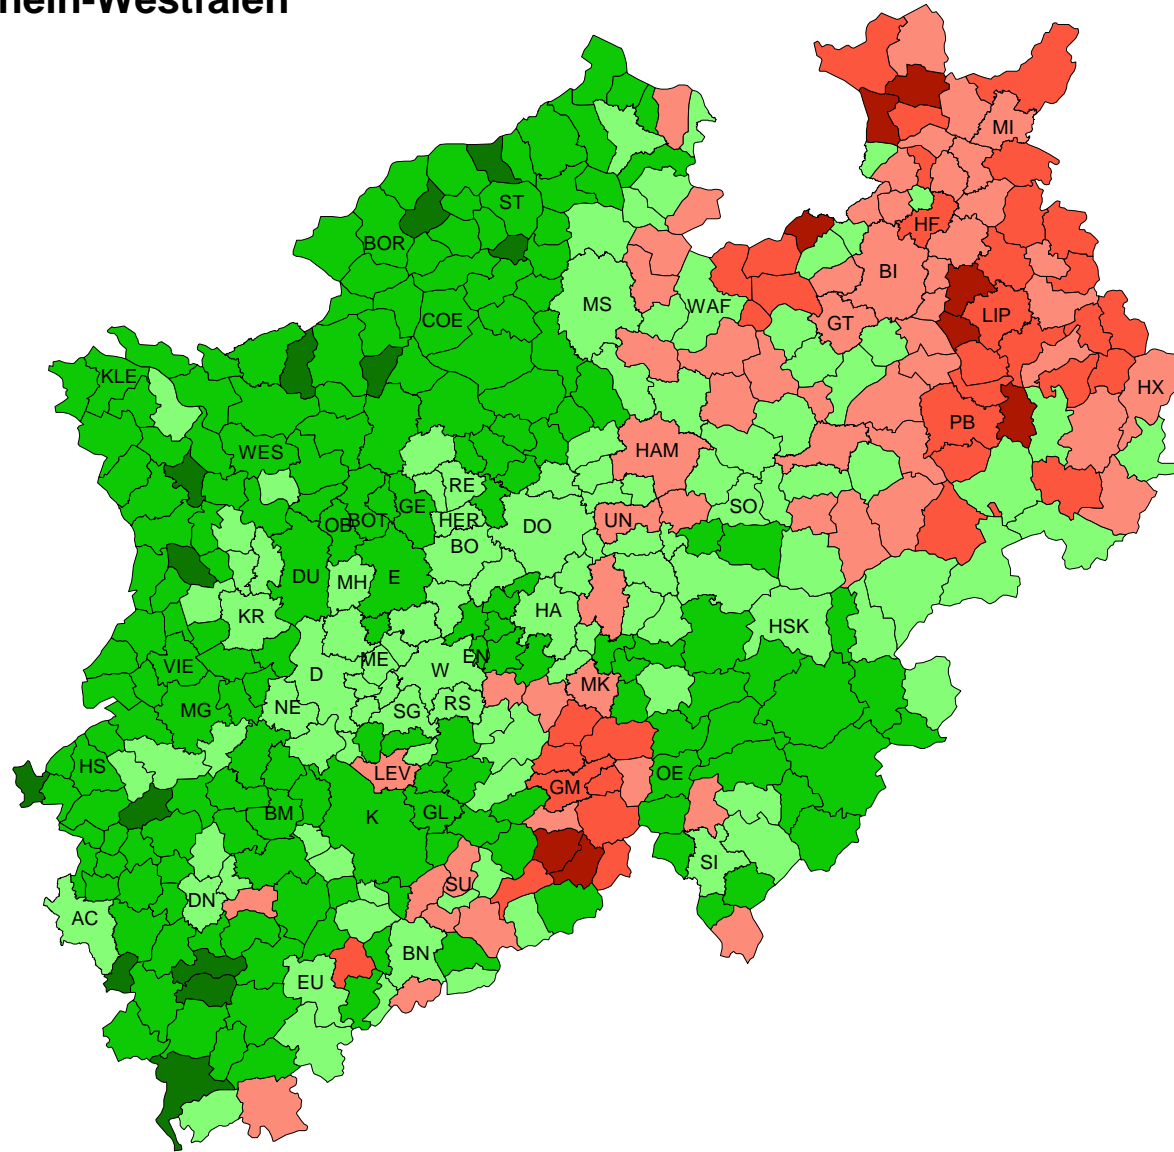 hein-Westfalen
MI
ST
HF
BOR
BI
MS
WAF
COE
LIP
GT
KLE
HX
PB
WES
HAM
RE
GE
SO
HER
UN
OB
BOT
DO
BO
DU
MH
E
HA
KR
HSK
VIE
ME
EN
W
D
MK
RS
NE
MG
SG
HS
LEV
OE
GM
BM
K
GL
SI
SU
DN
AC
BN
EU